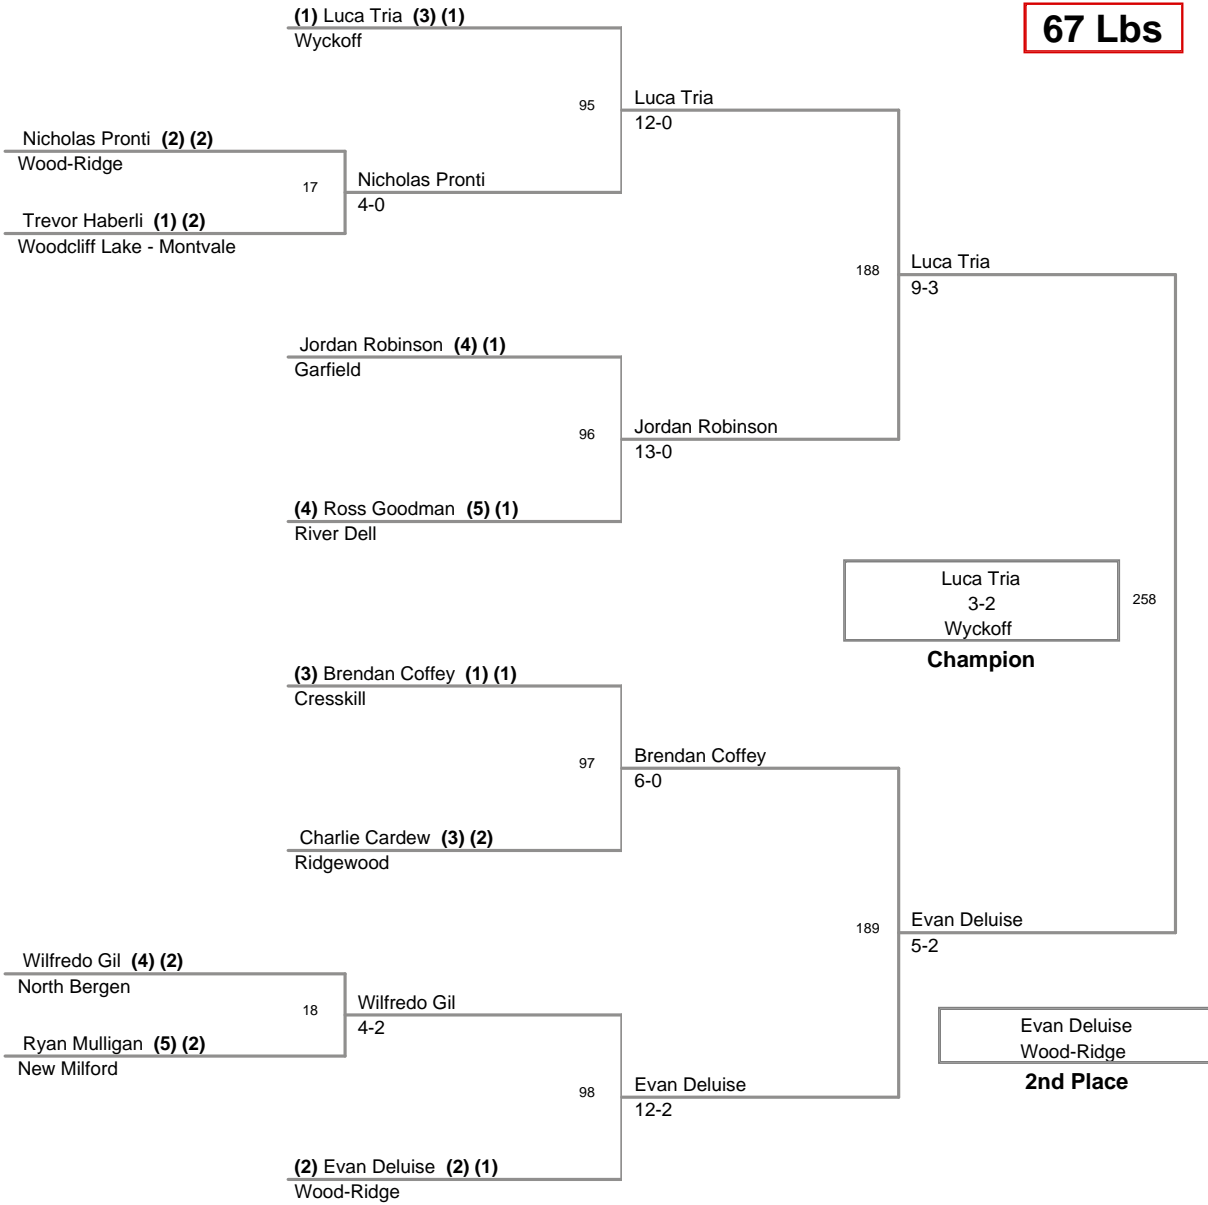 67 Lbs
(1) Luca Tria (3) (1)
Wyckoff
95
Luca Tria
12-0
Nicholas Pronti (2) (2)
Wood-Ridge
17
Nicholas Pronti
4-0
Trevor Haberli (1) (2)
Woodcliff Lake - Montvale
188
Luca Tria
9-3
Jordan Robinson (4) (1)
Garfield
96
Jordan Robinson
13-0
(4) Ross Goodman (5) (1)
River Dell
Luca Tria
3-2
Wyckoff
258
Champion
(3) Brendan Coffey (1) (1)
Cresskill
97
Brendan Coffey
6-0
Charlie Cardew (3) (2)
Ridgewood
189
Evan Deluise
5-2
Wilfredo Gil (4) (2)
North Bergen
18
Wilfredo Gil
4-2
Ryan Mulligan (5) (2)
New Milford
Evan Deluise
Wood-Ridge
2nd Place
98
Evan Deluise
12-2
(2) Evan Deluise (2) (1)
Wood-Ridge